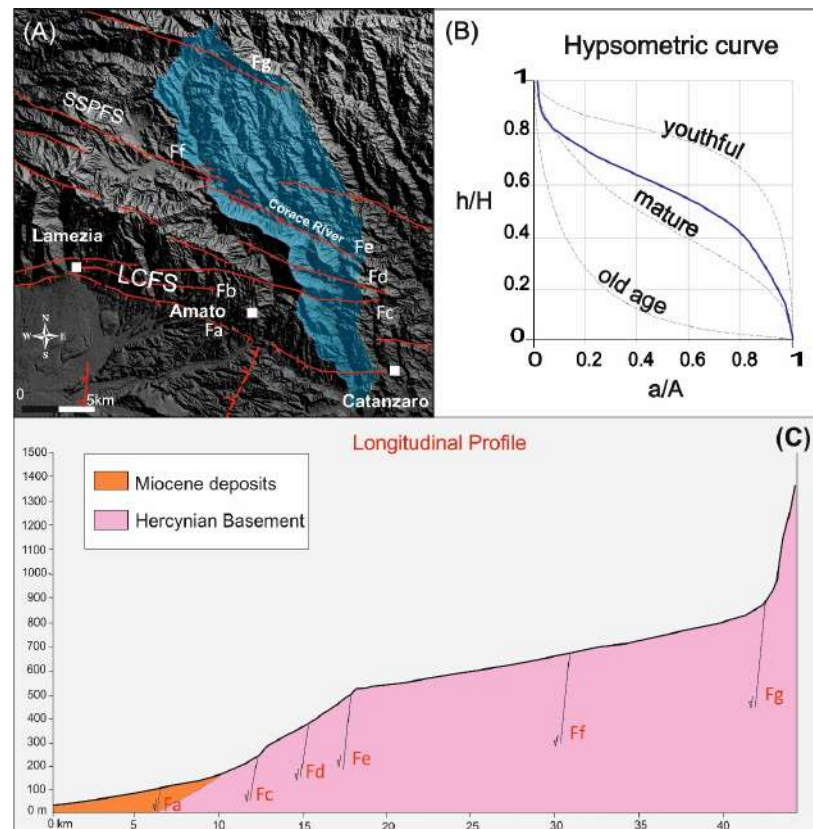 (A)
Fg
SSPFS
Ff
Corace River
Fe
Lamezia
LCFS
Fd
Fb
Fc
Amato
Fa
N
W E
S
0 5km
Catanzaro
(B)
Hypsometric curve
1
0.8
0.6
h/H
0.4
0.2
0
youthful
mature
old age
0 0.2 0.4 0.6 0.8 1
a/A
(C)
Longitudinal Profile
Miocene deposits
Hercynian Basement
1500
1400
1300
1200
1100
1000
900
800
700
600
500
400
300
200
100
0 m
Fa
Fc
Fd
Fe
Ff
Fg
0 km 5 10 15 20 25 30 35 40